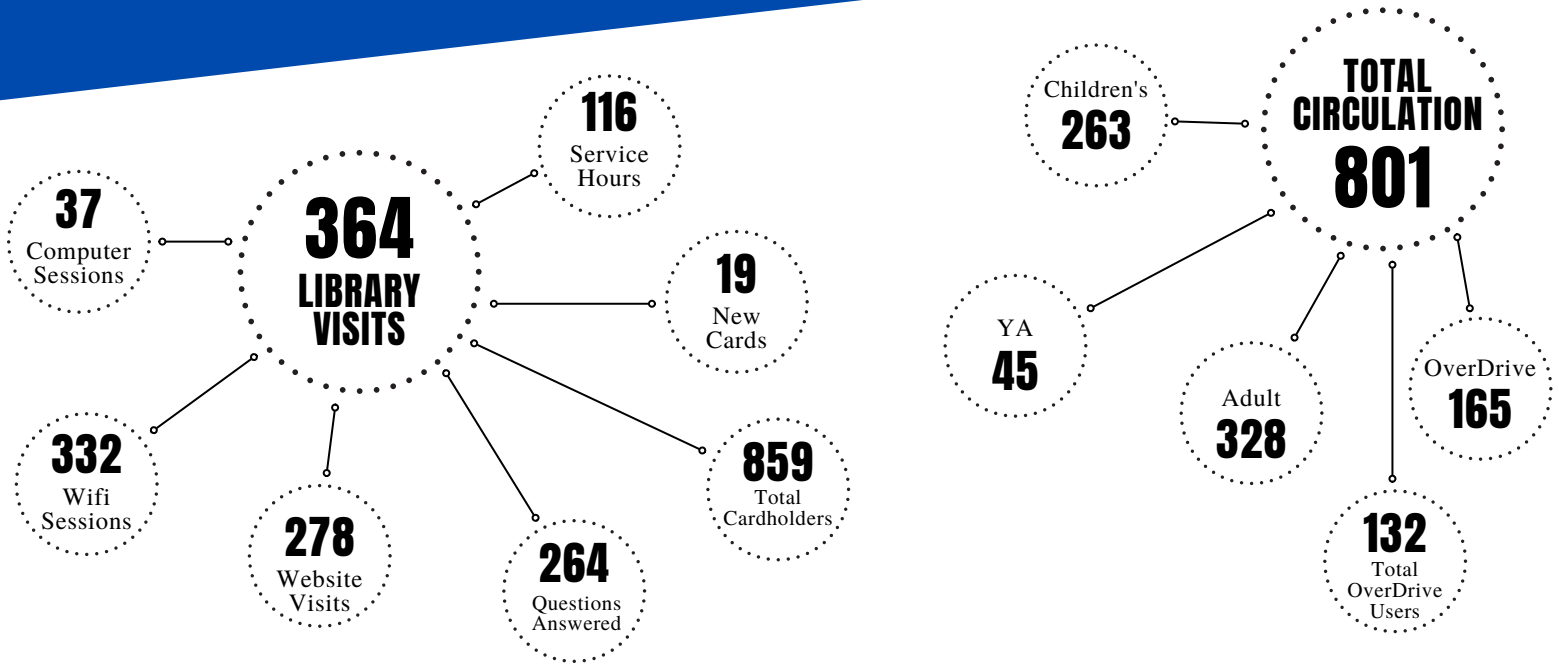 364
LIBRARY
VISITS
116
Service
Hours
37
Computer
Sessions
19
New
Cards
332
Wifi
Sessions
859
Total
Cardholders
278
Website
Visits
264
Questions
Answered
TOTAL
CIRCULATION
801
Children's
263
YA
45
Adult
328
OverDrive
165
132
Total
OverDrive
Users